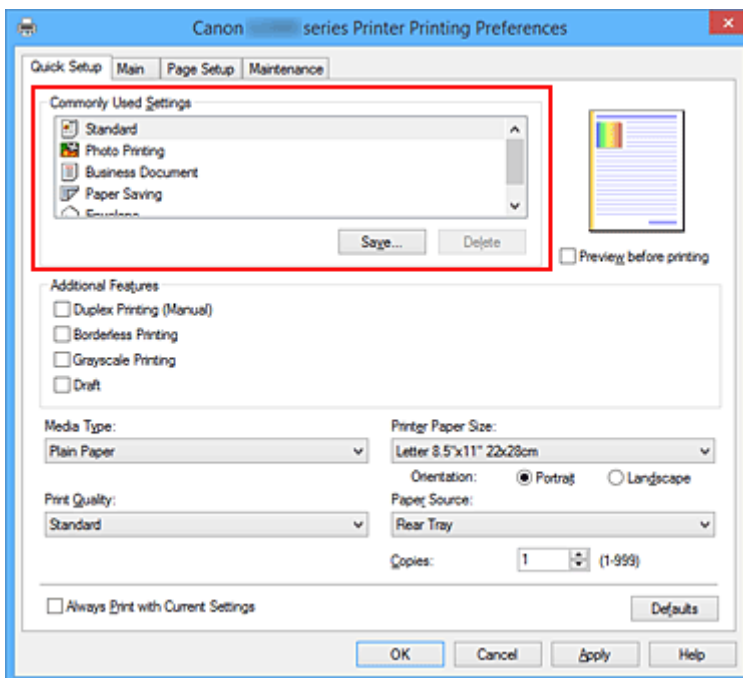 Canon series Printer Printing Preferences
Quick Setup Main Page Setup Maintenance
Commonly Used Settings
Standard
Photo Printing
Business Document
Paper Saving
Envelope
Save... Delete
Preview before printing
Additional Features
Duplex Printing (Manual)
Borderless Printing
Grayscale Printing
Draft
Media Type: Printer Paper Size:
Plain Paper Letter 8.5"x11" 22x28cm
Orientation: Portrait Landscape
Print Quality: Paper Source:
Standard Rear Tray
Copies: 1 (1-999)
Always Print with Current Settings Defaults
OK Cancel Apply Help